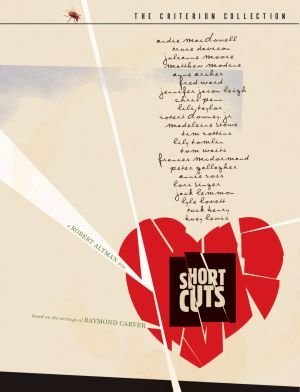 THE CRITERION COLLECTION
andie macdowell
bruce davison
julianne moore
matthew modine
anne archer
fred ward
jennifer jason leigh
chris penn
lili taylor
robert downey, jr.
madeleine stowe
tim robbins
lily tomlin
tom waits
frances mcdormand
peter gallagher
annie ross
lori singer
jack lemmon
lyle lovett
buck henry
huey lewis
a ROBERT ALTMAN film
SHORT
CUTS
based on the writings of RAYMOND CARVER